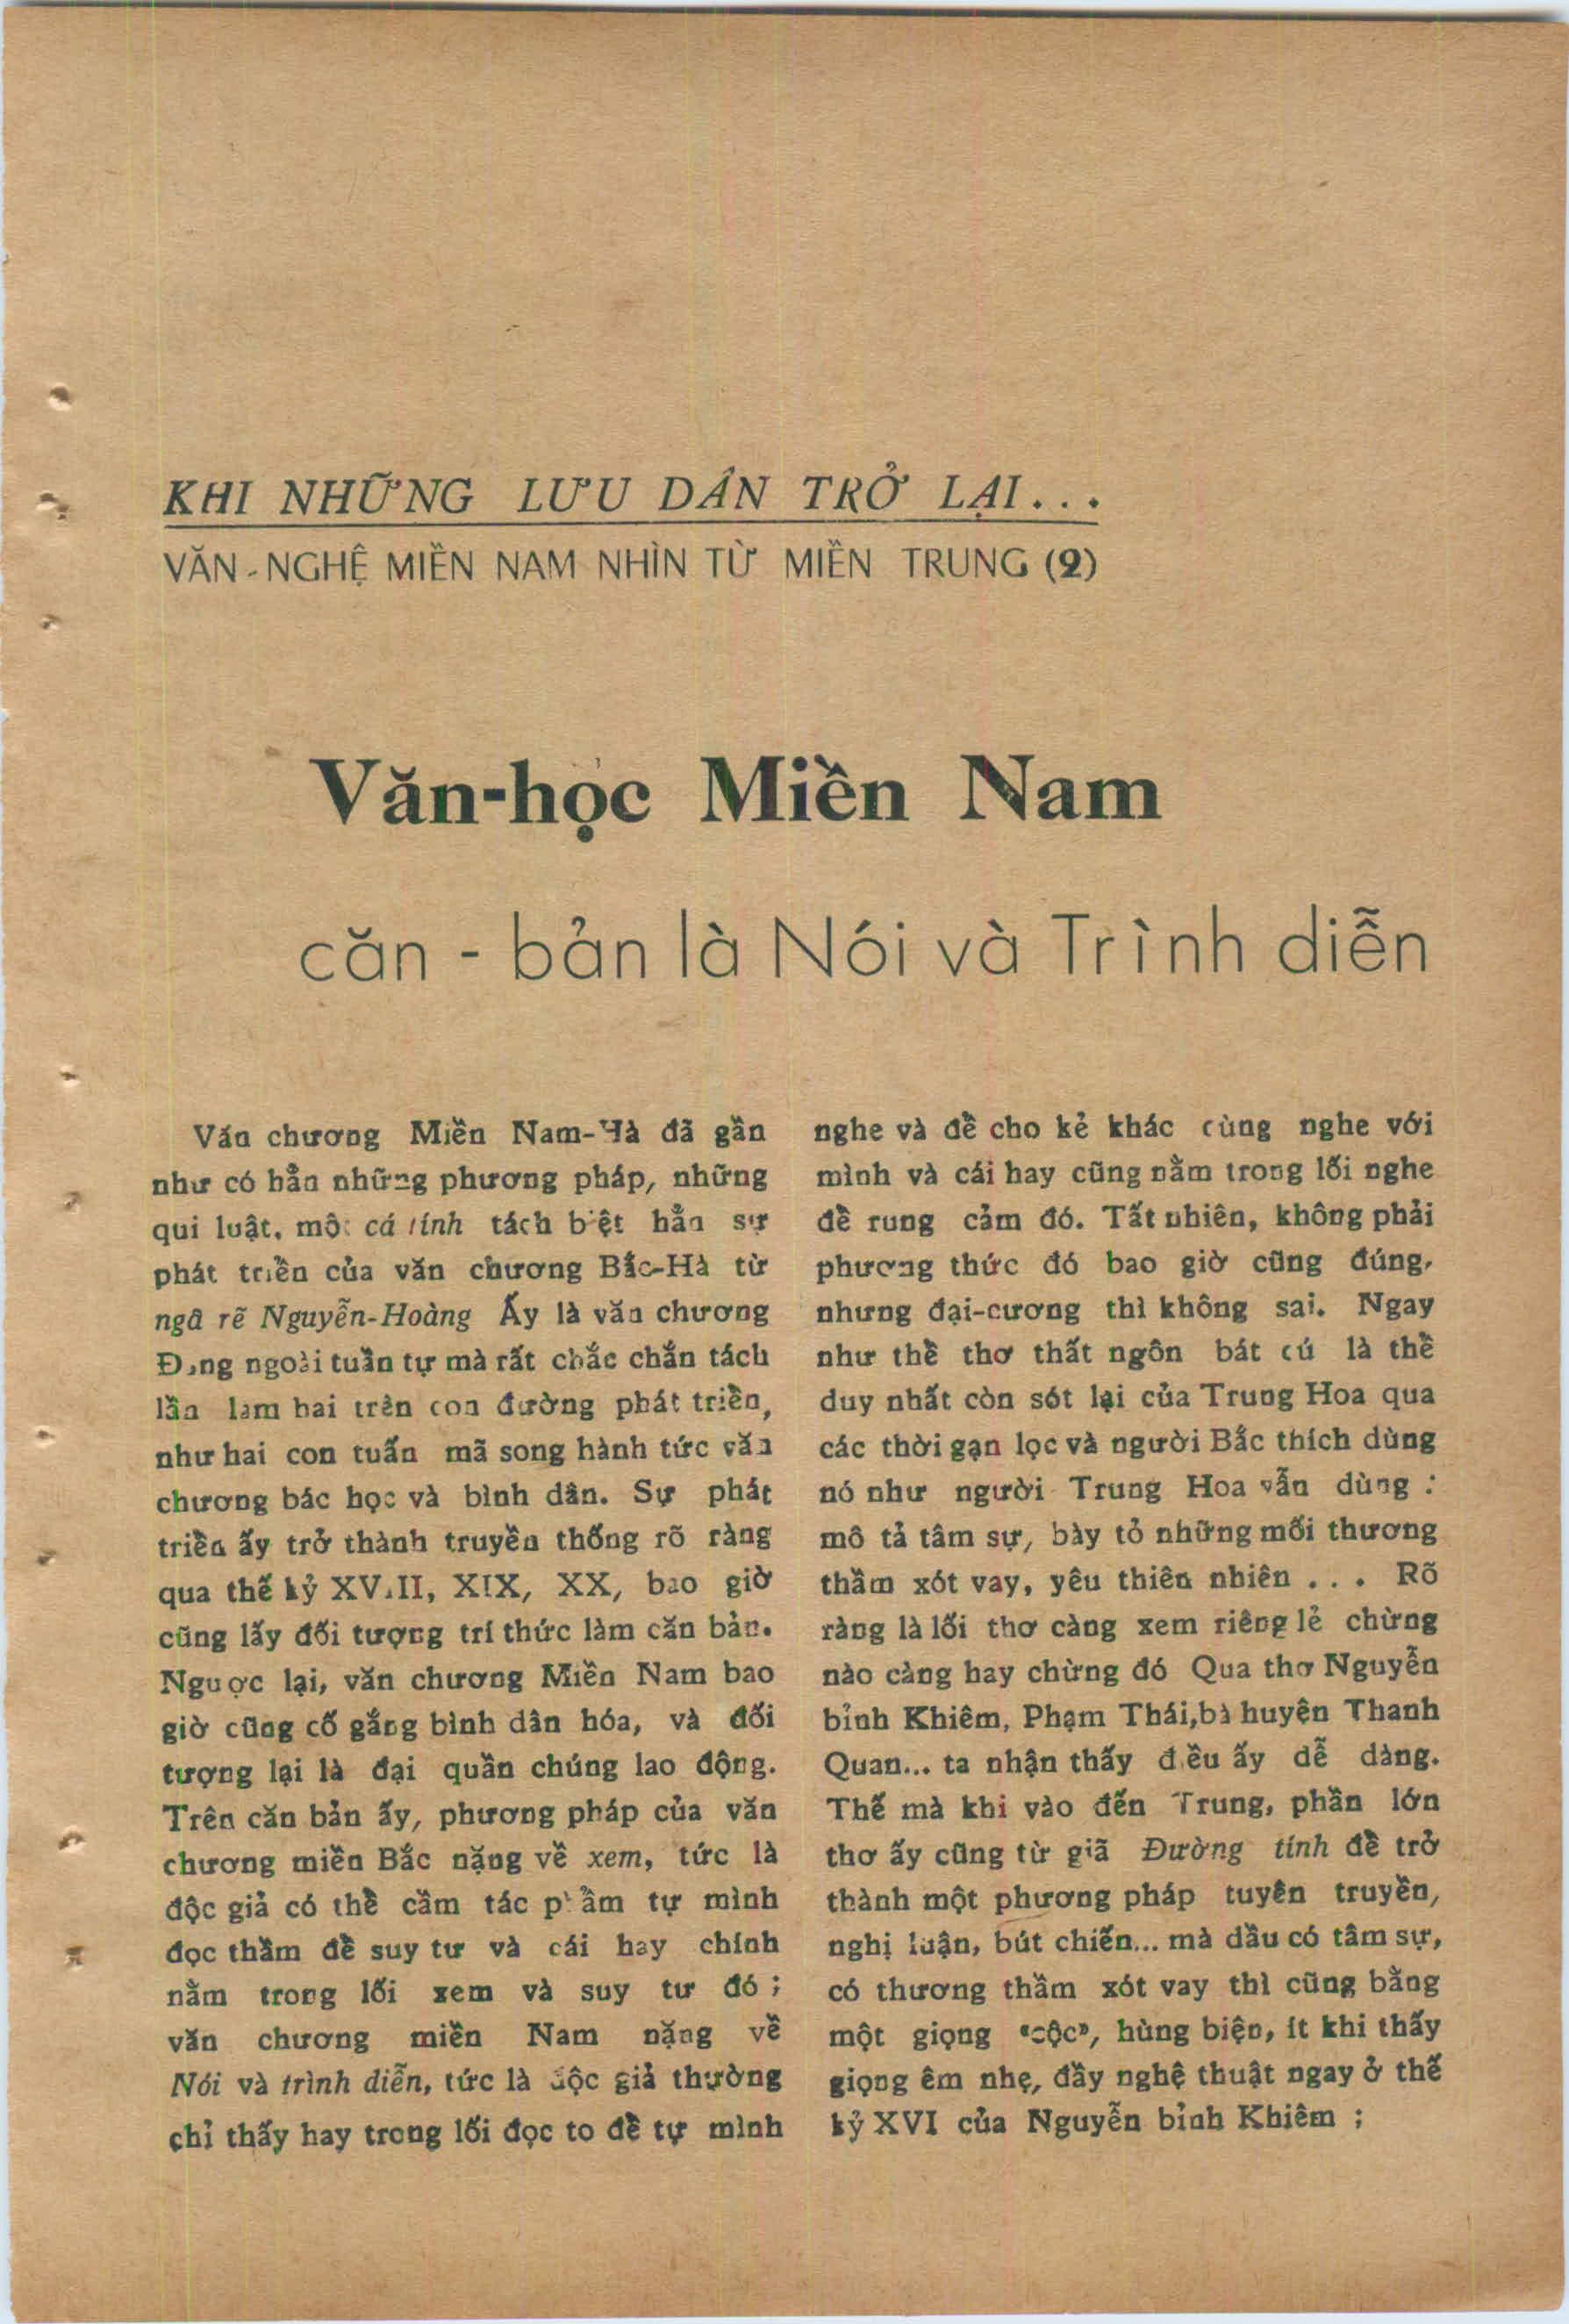 KHI NHỮNG LƯU DÂN TRỞ LẠI...
VĂN-NGHỆ MIỀN NAM NHÌN TỪ MIỀN TRUNG (2)
Văn-học Miền Nam
căn - bản là Nói và Trình diễn
Văn chương Miền Nam-Hà đã gần
như có hẳn những phương pháp, những
qui luật, một cá tính tách biệt hẳn sự
phát triển của văn chương Bắc-Hà từ
ngã rẽ Nguyễn-Hoàng Ấy là văn chương
Đàng ngoài tuần tự mà rất chắc chắn tách
lần làm hai trên con đường phát triển,
như hai con tuấn mã song hành tức văn
chương bác học và bình dân. Sự phát
triển ấy trở thành truyền thống rõ ràng
qua thế kỷ XVIII, XIX, XX, bao giờ
cũng lấy đối tượng trí thức làm căn bản.
Nguợc lại, văn chương Miền Nam bao
giờ cũng cố gắng bình dân hóa, và đối
tượng lại là đại quần chúng lao động.
Trên căn bản ấy, phương pháp của văn
chương miền Bắc nặng về xem, tức là
độc giả có thể cầm tác phẩm tự mình
đọc thầm để suy tư và cái hay chính
nằm trong lối xem và suy tư đó ;
văn chương miền Nam nặng về
Nói và trình diễn, tức là độc giả thường
chỉ thấy hay trong lối đọc to để tự mình
nghe và để cho kẻ khác cùng nghe với
mình và cái hay cũng nằm trong lối nghe
để rung cảm đó. Tất nhiên, không phải
phương thức đó bao giờ cũng đúng,
nhưng đại-cương thì không sai. Ngay
như thể thơ thất ngôn bát cú là thể
duy nhất còn sót lại của Trung Hoa qua
các thời gạn lọc và người Bắc thích dùng
nó như người Trung Hoa vẫn dùng :
mô tả tâm sự, bày tỏ những mối thương
thầm xót vay, yêu thiên nhiên . . . Rõ
ràng là lối thơ càng xem riêng lẻ chừng
nào càng hay chừng đó Qua thơ Nguyễn
bỉnh Khiêm, Phạm Thái,bà huyện Thanh
Quan... ta nhận thấy điều ấy dễ dàng.
Thế mà khi vào đến Trung, phần lớn
thơ ấy cũng từ giã Đường tính để trở
thành một phương pháp tuyên truyền,
nghị luận, bút chiến... mà dầu có tâm sự,
có thương thầm xót vay thì cũng bằng
một giọng "cộc", hùng biện, ít khi thấy
giọng êm nhẹ, đầy nghệ thuật ngay ở thế
kỷ XVI của Nguyễn bỉnh Khiêm ;